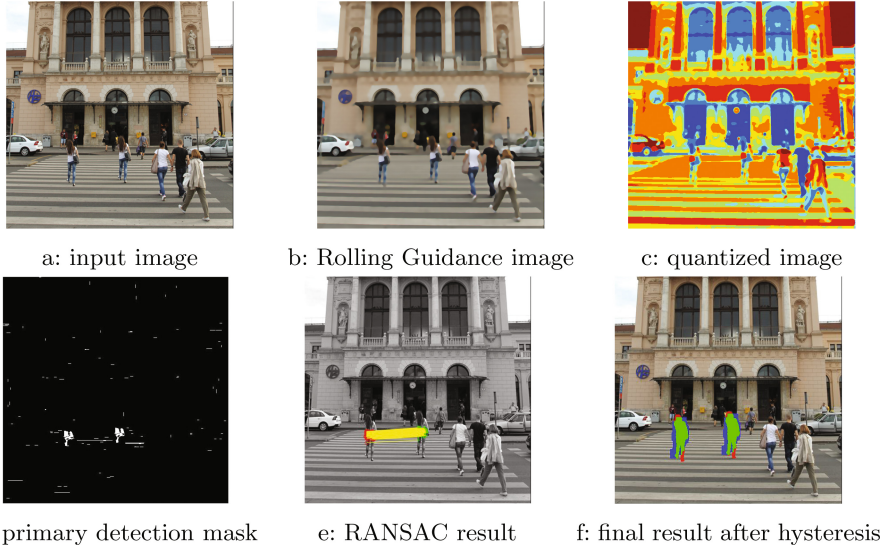 a: input image
b: Rolling Guidance image
c: quantized image
primary detection mask
e: RANSAC result
f: final result after hysteresis